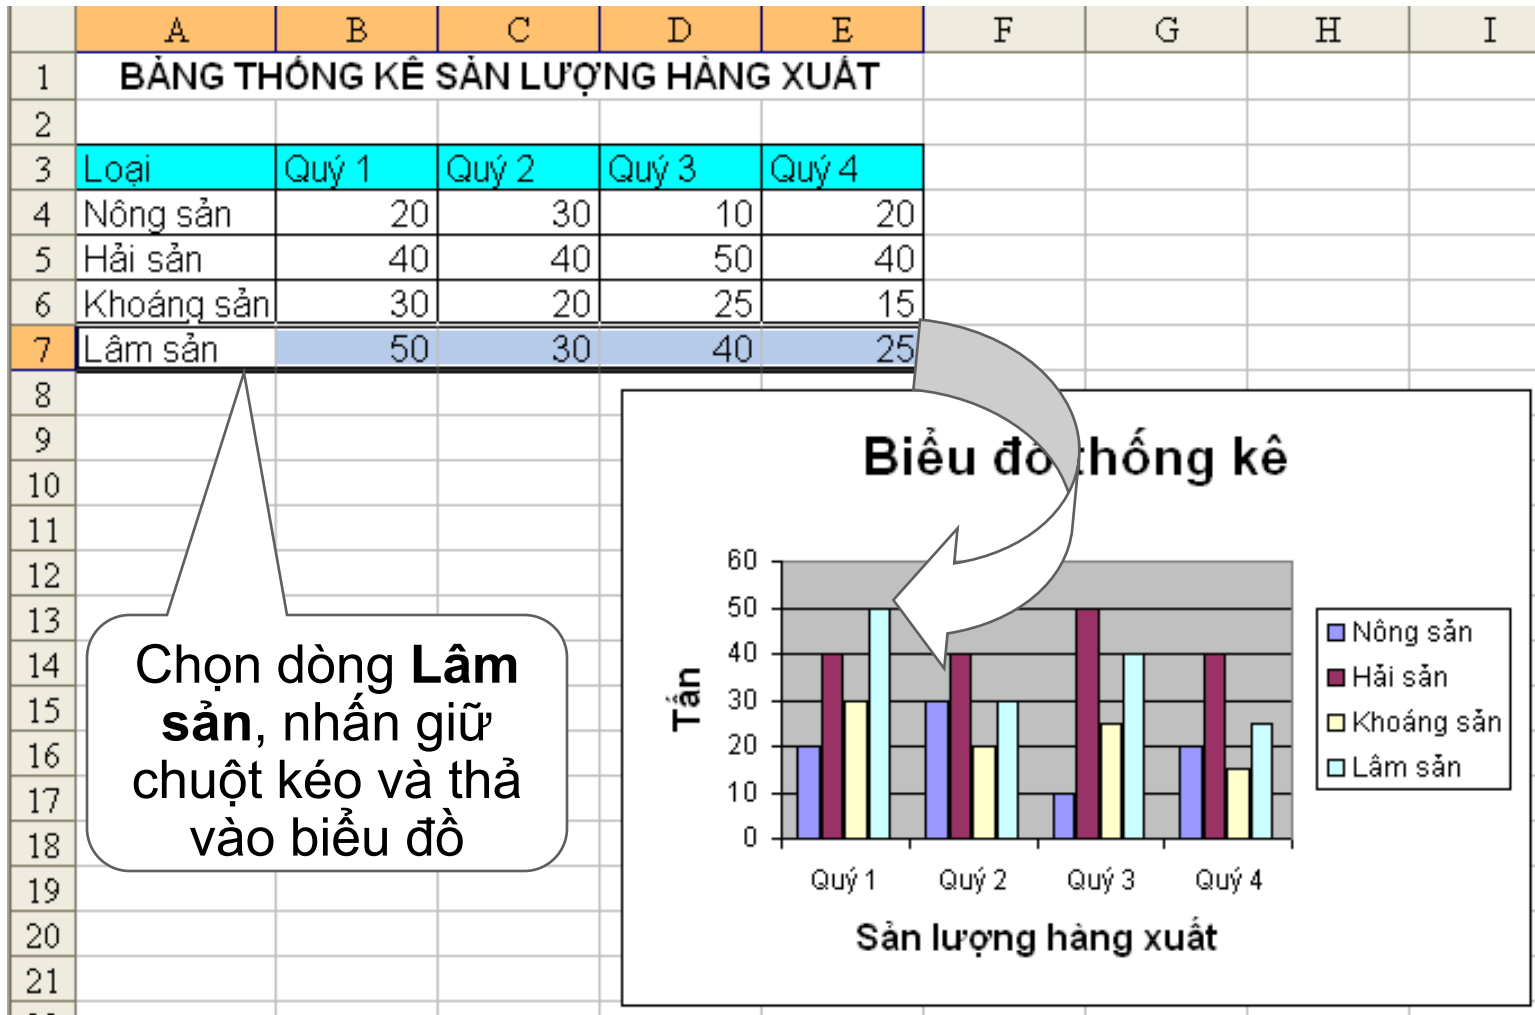 A B C D E F G H I
1 BẢNG THỐNG KÊ SẢN LƯỢNG HÀNG XUẤT
2
3 Loại Quý 1 Quý 2 Quý 3 Quý 4
4 Nông sản 20 30 10 20
5 Hải sản 40 40 50 40
6 Khoáng sản 30 20 25 15
7 Lâm sản 50 30 40 25
8
9
10
11
12
13
14
15
16
17
18
19
20
21
Chọn dòng Lâm
sản, nhấn giữ
chuột kéo và thả
vào biểu đồ
Biểu đồ thống kê
Tấn
60
50
40
30
20
10
0
Quý 1 Quý 2 Quý 3 Quý 4
Sản lượng hàng xuất
Nông sản
Hải sản
Khoáng sản
Lâm sản